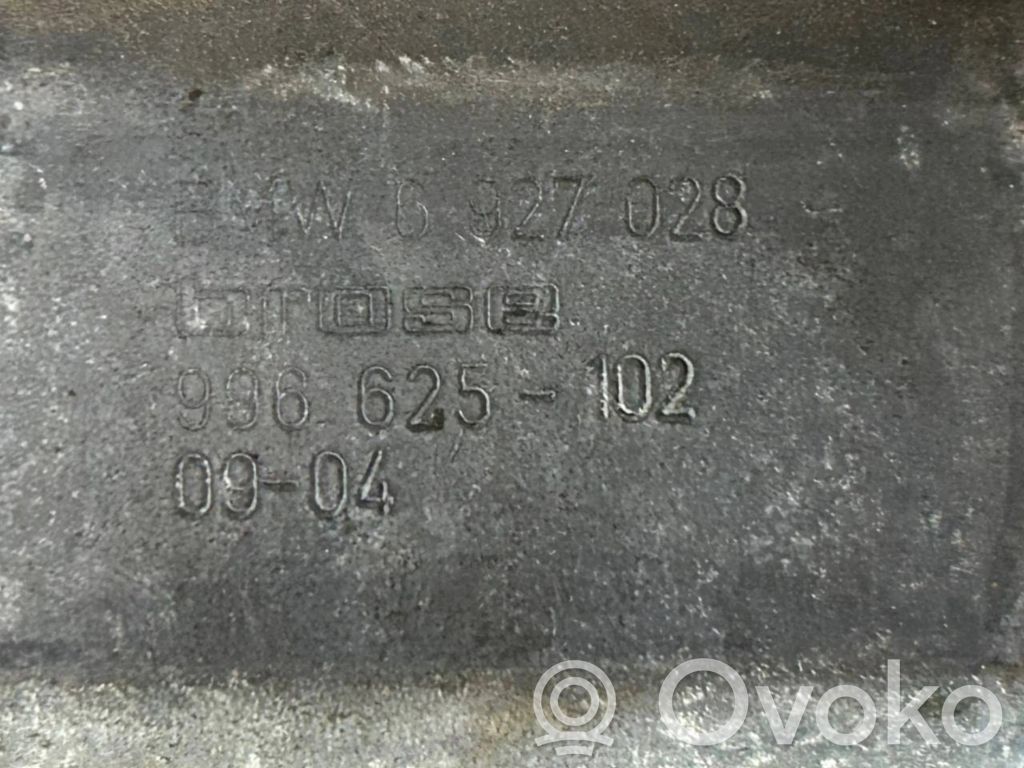 BMW 6 927 028 -
brose
996 625-102
09-04
© Ovoko